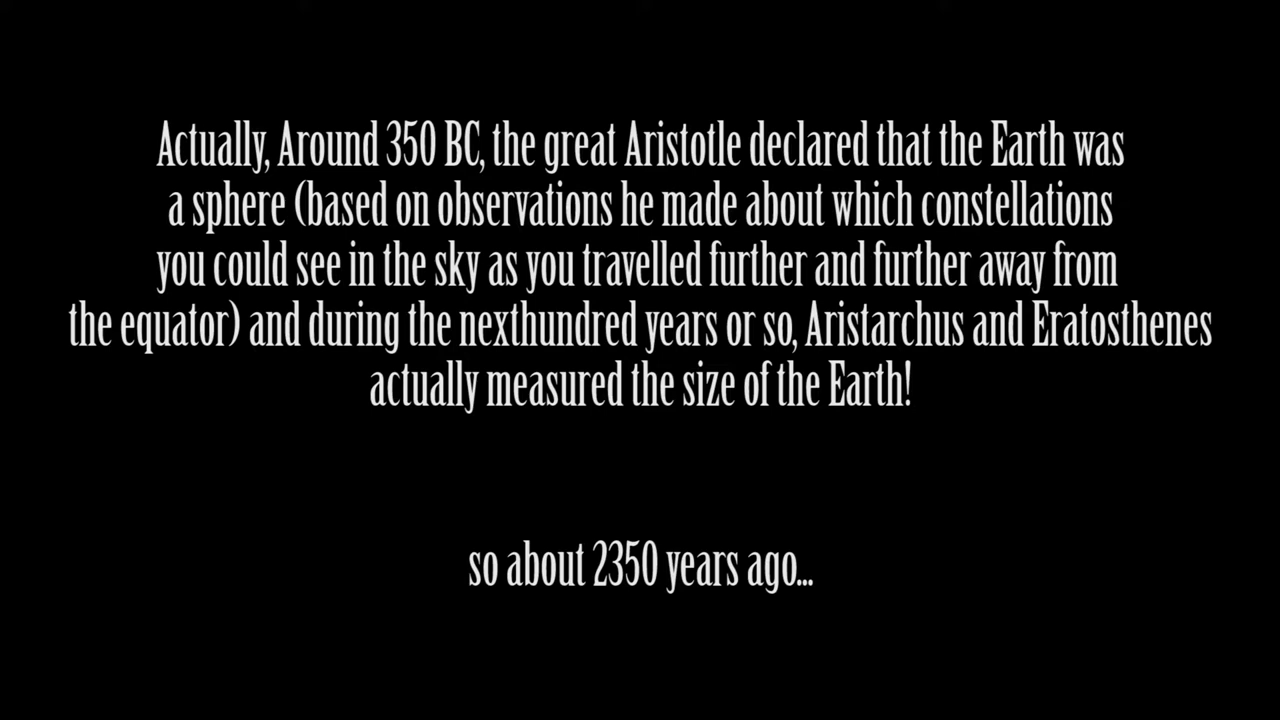 Actually, Around 350 BC, the great Aristotle declared that the Earth was
a sphere (based on observations he made about which constellations
you could see in the sky as you travelled further and further away from
the equator) and during the nexthundred years or so, Aristarchus and Eratosthenes
actually measured the size of the Earth!
so about 2350 years ago...